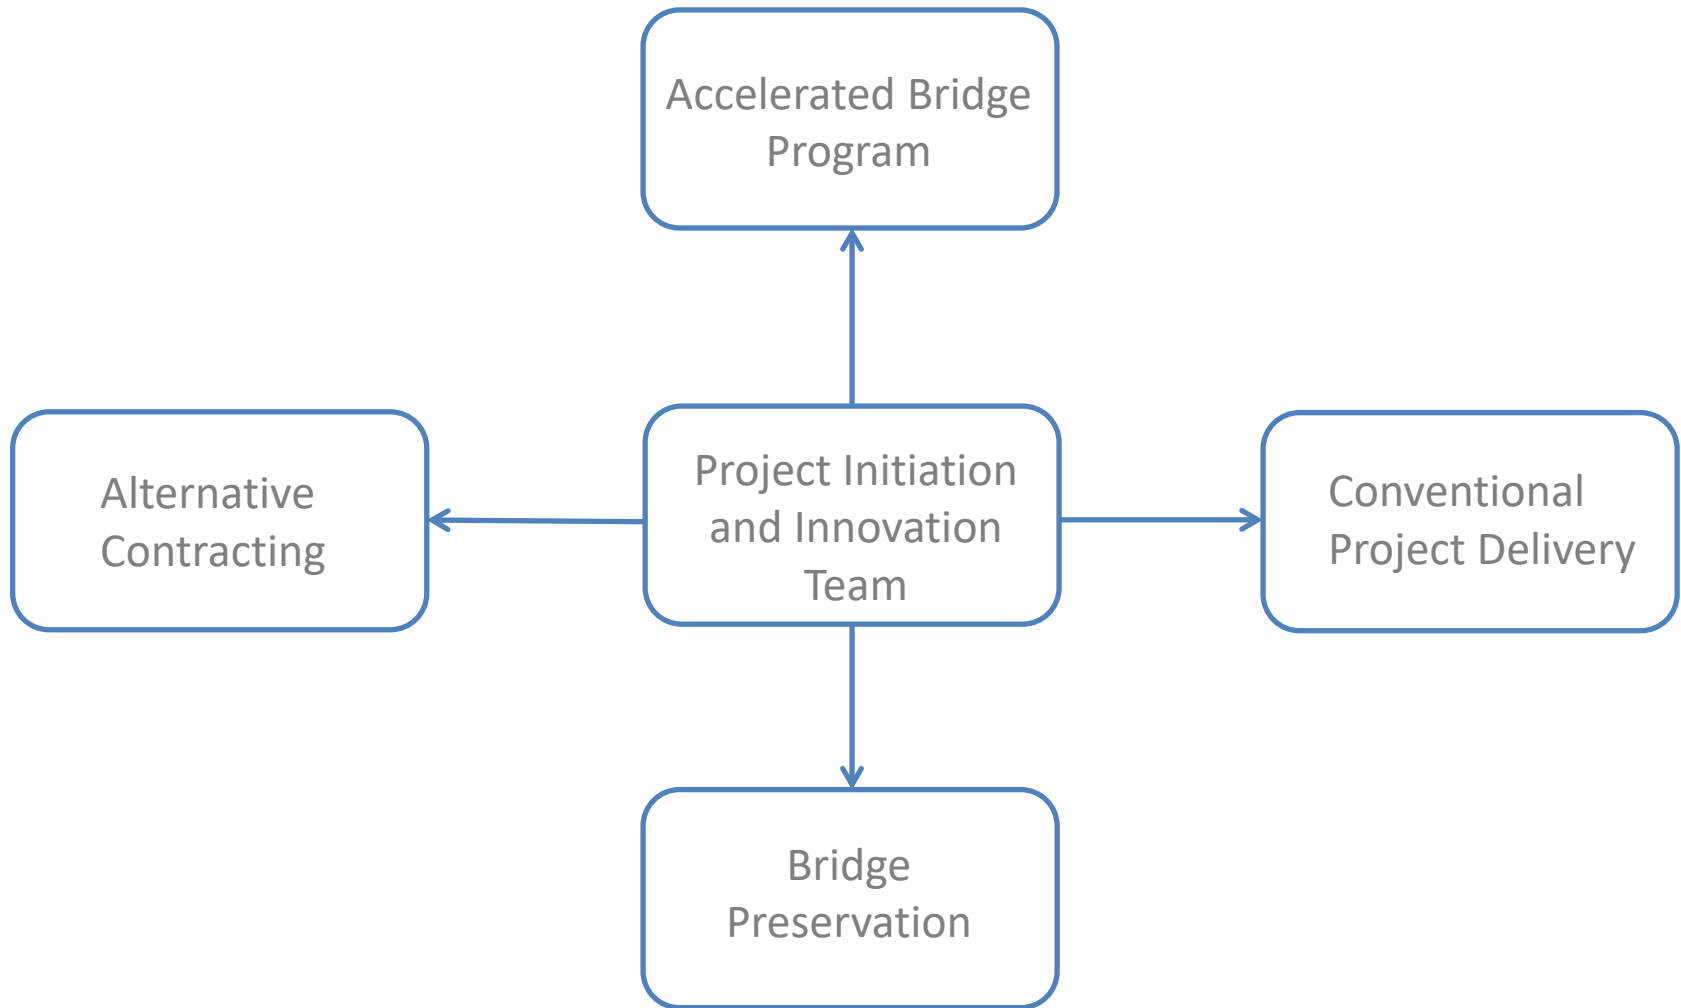 Accelerated Bridge
Program
Alternative
Contracting
Project Initiation
and Innovation
Team
Conventional
Project Delivery
Bridge
Preservation